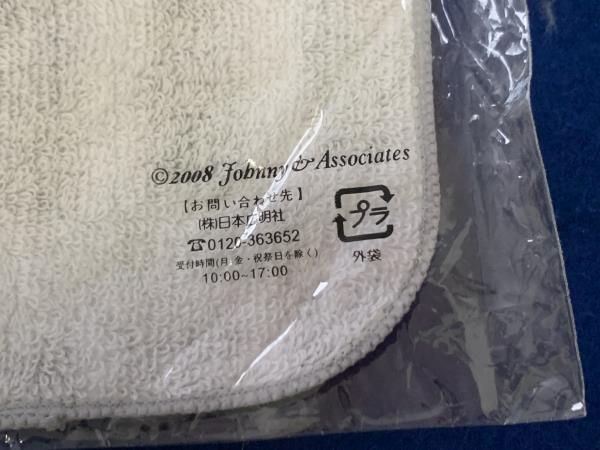 ©2008 Johnny & Associates
【お問い合わせ先】
(株)日本広明社
☎0120-363652
受付時間(月~金・祝祭日を除く)
10:00~17:00
プラ
外袋